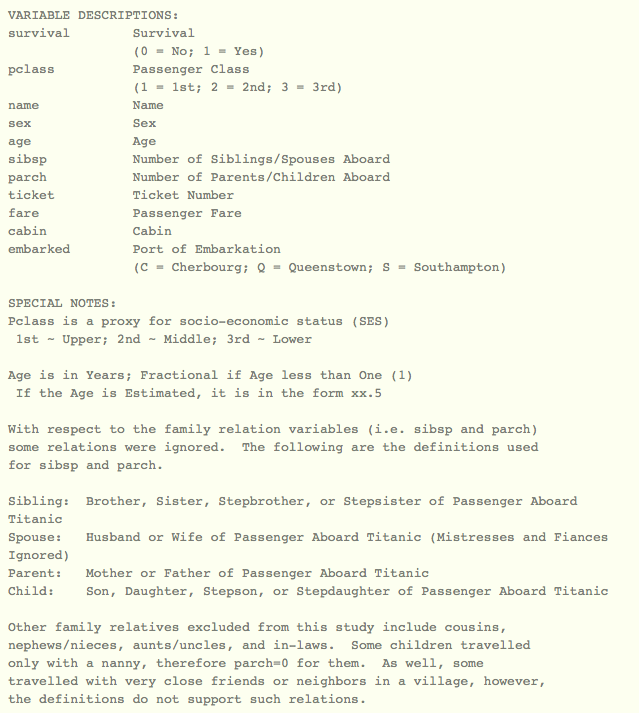 VARIABLE DESCRIPTIONS:
survival        Survival
                (0 = No; 1 = Yes)
pclass          Passenger Class
                (1 = 1st; 2 = 2nd; 3 = 3rd)
name            Name
sex             Sex
age             Age
sibsp           Number of Siblings/Spouses Aboard
parch           Number of Parents/Children Aboard
ticket          Ticket Number
fare            Passenger Fare
cabin           Cabin
embarked        Port of Embarkation
                (C = Cherbourg; Q = Queenstown; S = Southampton)

SPECIAL NOTES:
Pclass is a proxy for socio-economic status (SES)
 1st ~ Upper; 2nd ~ Middle; 3rd ~ Lower

Age is in Years; Fractional if Age less than One (1)
 If the Age is Estimated, it is in the form xx.5

With respect to the family relation variables (i.e. sibsp and parch)
some relations were ignored.  The following are the definitions used
for sibsp and parch.

Sibling:  Brother, Sister, Stepbrother, or Stepsister of Passenger Aboard
Titanic
Spouse:   Husband or Wife of Passenger Aboard Titanic (Mistresses and Fiances
Ignored)
Parent:   Mother or Father of Passenger Aboard Titanic
Child:    Son, Daughter, Stepson, or Stepdaughter of Passenger Aboard Titanic

Other family relatives excluded from this study include cousins,
nephews/nieces, aunts/uncles, and in-laws.  Some children travelled
only with a nanny, therefore parch=0 for them.  As well, some
travelled with very close friends or neighbors in a village, however,
the definitions do not support such relations.